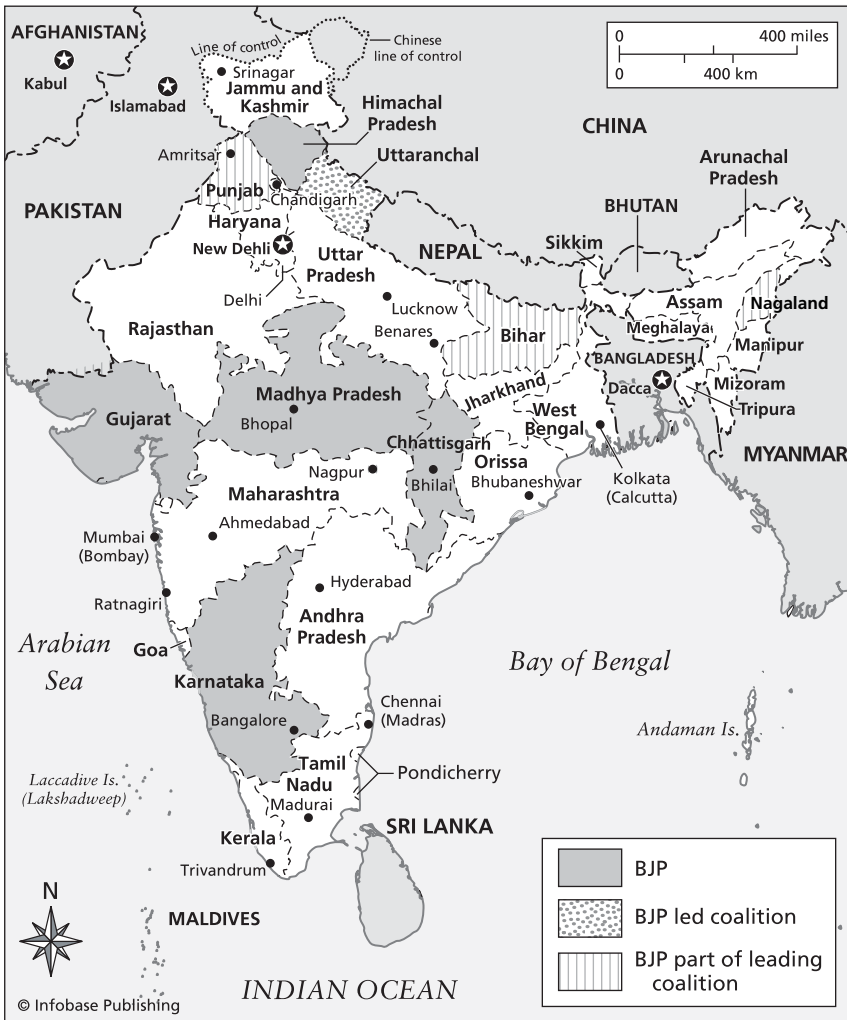 AFGHANISTAN
Kabul
Islamabad
Line of control
Chinese
line of control
Srinagar
Jammu and
Kashmir
0
400 miles
0
400 km
Himachal
Pradesh
CHINA
Amritsar
Uttaranchal
Punjab
Chandigarh
Arunachal
Pradesh
PAKISTAN
Haryana
BHUTAN
New Delhi
NEPAL
Sikkim
Uttar
Pradesh
Delhi
Lucknow
Assam
Nagaland
Rajasthan
Benares
Bihar
Meghalaya
Manipur
BANGLADESH
Dacca
Mizoram
Tripura
Madhya Pradesh
Jharkhand
Gujarat
Bhopal
West
Bengal
Chhattisgarh
MYANMAR
Orissa
Nagpur
Bhilai
Bhubaneshwar
Kolkata
(Calcutta)
Maharashtra
Mumbai
(Bombay)
Ahmedabad
Hyderabad
Ratnagiri
Andhra
Pradesh
Arabian
Sea
Goa
Bay of Bengal
Karnataka
Chennai
(Madras)
Bangalore
Andaman Is.
Tamil
Nadu
Pondicherry
Laccadive Is.
(Lakshadweep)
Madurai
SRI LANKA
Kerala
Trivandrum
BJP
N
MALDIVES
BJP led coalition
BJP part of leading
coalition
INDIAN OCEAN
© Infobase Publishing